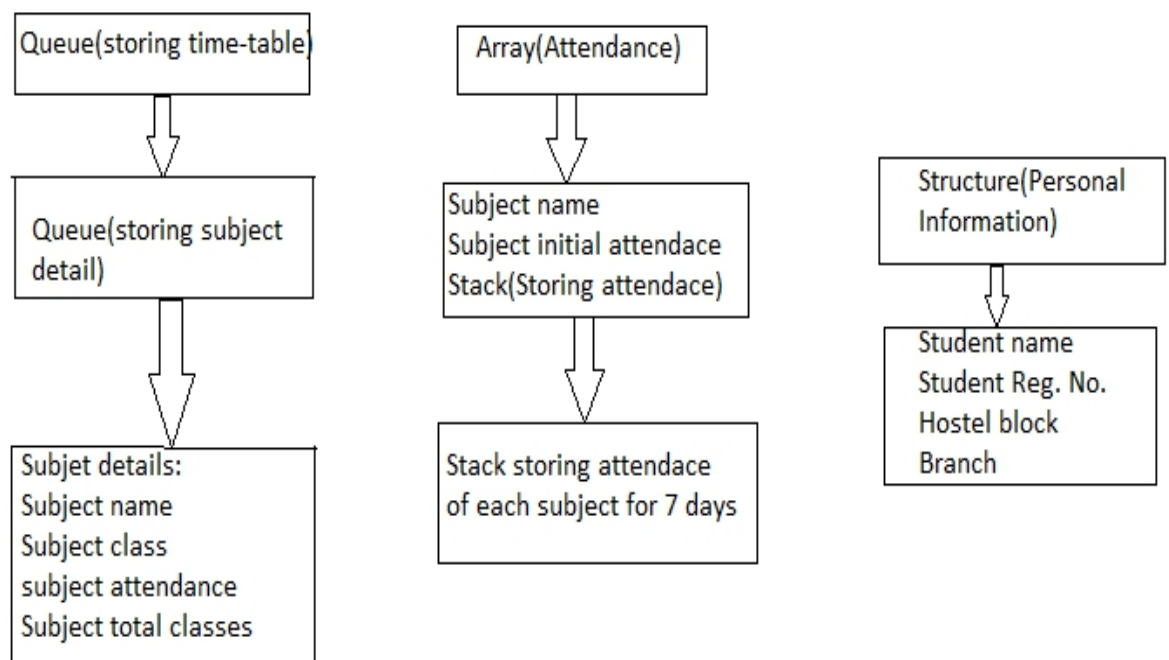 Queue(storing time-table)
Queue(storing subject
detail)
Subjet details:
Subject name
Subject class
subject attendance
Subject total classes
Array(Attendance)
Subject name
Subject initial attendace
Stack(Storing attendace)
Stack storing attendace
of each subject for 7 days
Structure(Personal
Information)
Student name
Student Reg. No.
Hostel block
Branch